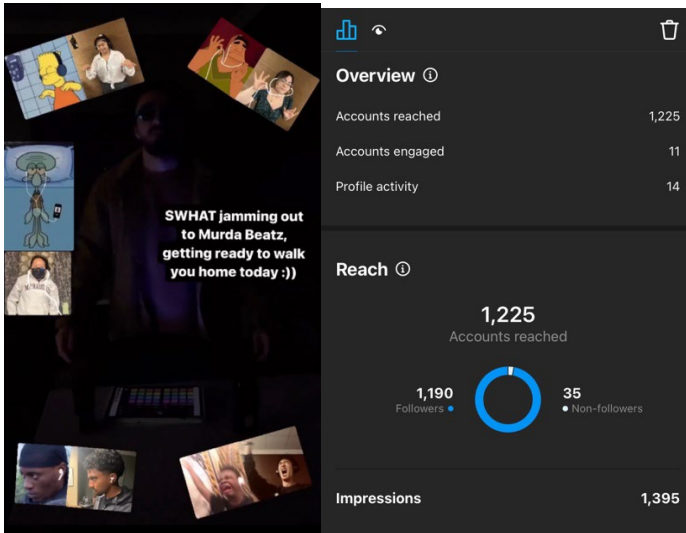 SWHAT jamming out
to Murda Beatz,
getting ready to walk
you home today :))
Overview
Accounts reached 1,225
Accounts engaged 11
Profile activity 14
Reach
1,225
Accounts reached
1,190
Followers
35
Non-followers
Impressions 1,395